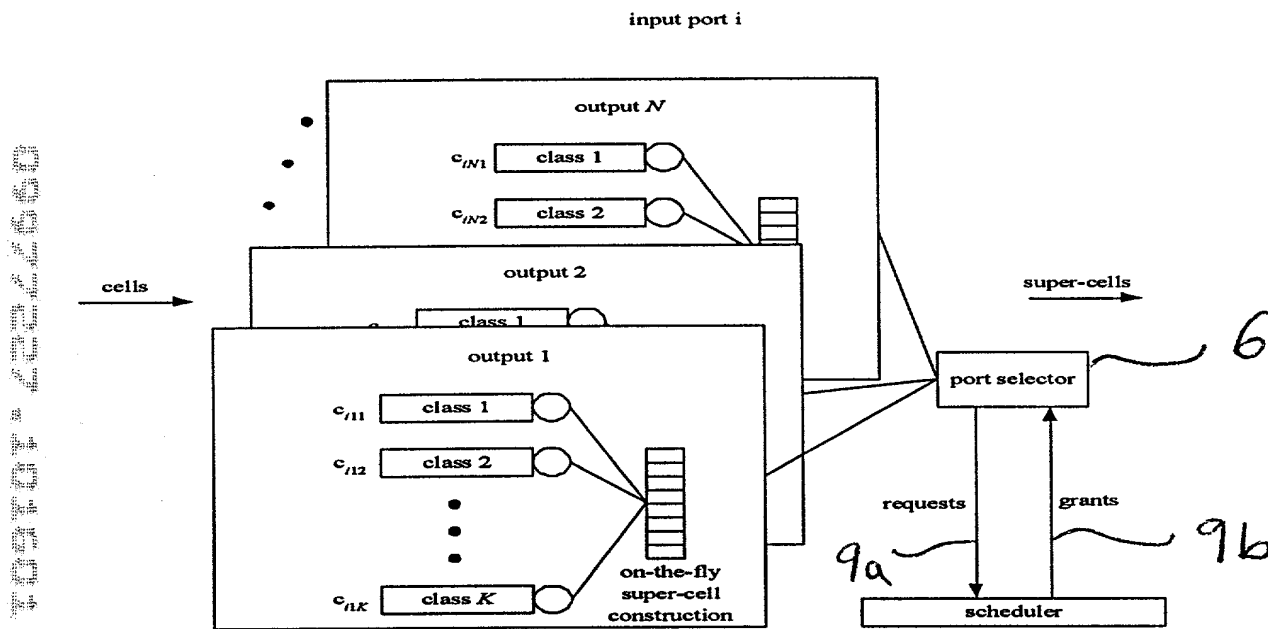 input port i
output N
c_iN1 class 1
c_iN2 class 2
output 2
class 1
cells
super-cells
output 1
port selector
6
c_i11 class 1
c_i12 class 2
requests
grants
9a
9b
on-the-fly
super-cell
construction
c_i1K class K
scheduler